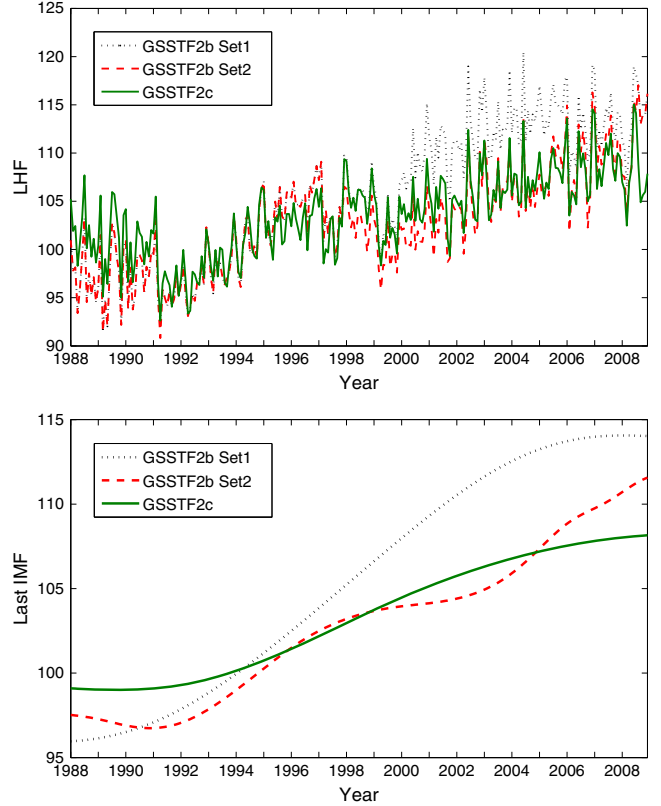 GSSTF2b Set1
GSSTF2b Set2
GSSTF2c
LHF
120
115
110
105
100
95
90
1988 1990 1992 1994 1996 1998 2000 2002 2004 2006 2008
Year
GSSTF2b Set1
GSSTF2b Set2
GSSTF2c
Last IMF
115
110
105
100
95
1988 1990 1992 1994 1996 1998 2000 2002 2004 2006 2008
Year